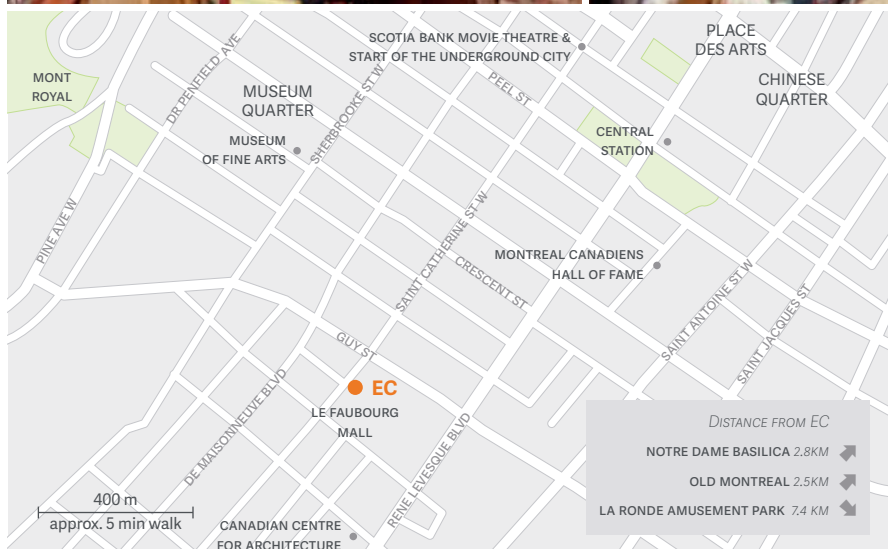 SCOTIA BANK MOVIE THEATRE &
START OF THE UNDERGROUND CITY
PLACE
DES ARTS
MONT
ROYAL
DR PENFIELD AVE
MUSEUM
QUARTER
SHERBROOKE ST W
PEEL ST
CHINESE
QUARTER
MUSEUM
OF FINE ARTS
CENTRAL
STATION
PINE AVE W
SAINT CATHERINE ST W
CRESCENT ST
MONTREAL CANADIENS
HALL OF FAME
SAINT ANTOINE ST W
SAINT JACQUES ST
GUY ST
EC
LE FAUBOURG
MALL
DE MAISONNEUVE BLVD
RENE LEVESQUE BLVD
DISTANCE FROM EC
NOTRE DAME BASILICA 2.8KM
OLD MONTREAL 2.5KM
LA RONDE AMUSEMENT PARK 7.4 KM
400 m
approx. 5 min walk
CANADIAN CENTRE
FOR ARCHITECTURE